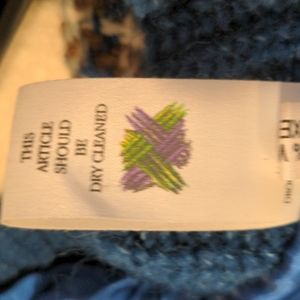 THIS
ARTICLE
SHOULD
BE
DRY CLEANED